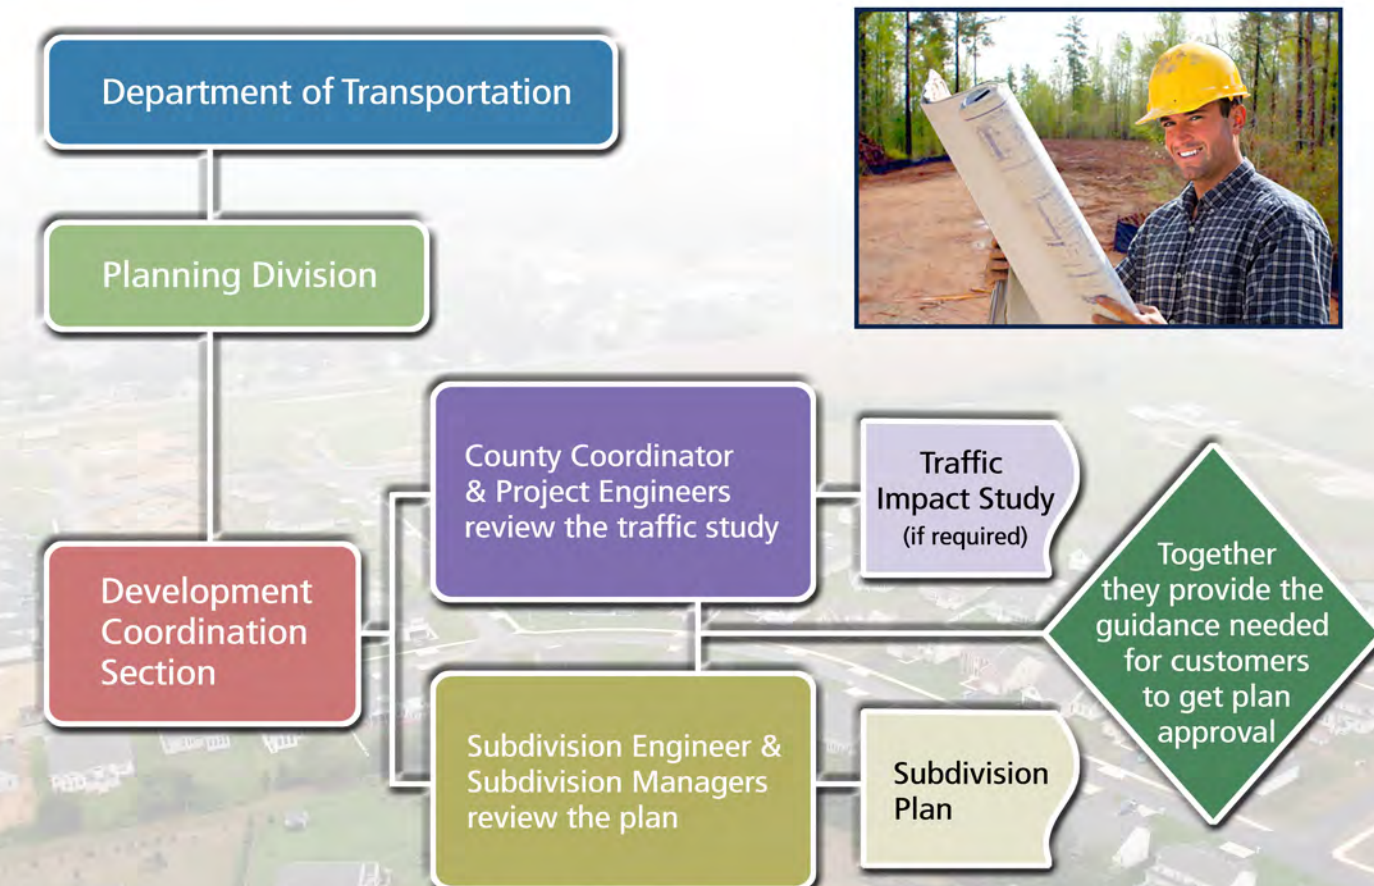 Department of Transportation
Planning Division
Development
Coordination
Section
County Coordinator
& Project Engineers
review the traffic study
Traffic
Impact Study
(if required)
Subdivision Engineer &
Subdivision Managers
review the plan
Subdivision
Plan
Together
they provide the
guidance needed
for customers
to get plan
approval